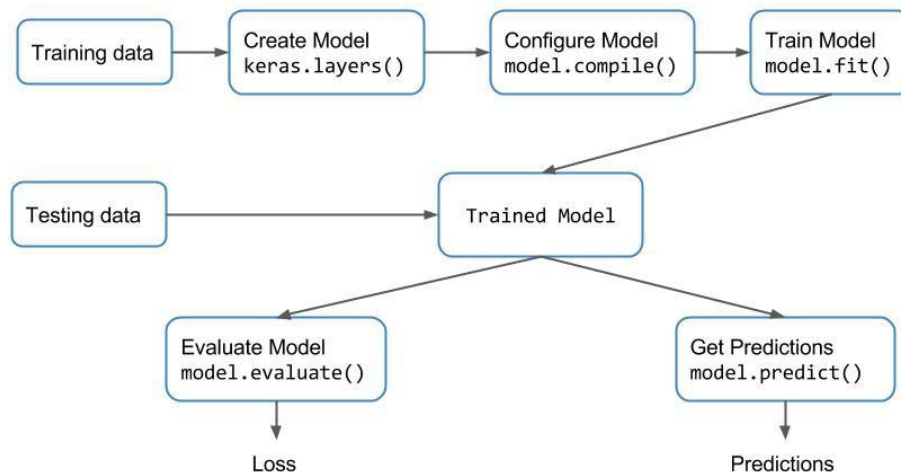 Training data
Create Model
keras.layers()
Configure Model
model.compile()
Train Model
model.fit()
Testing data
Trained Model
Evaluate Model
model.evaluate()
Get Predictions
model.predict()
Loss
Predictions